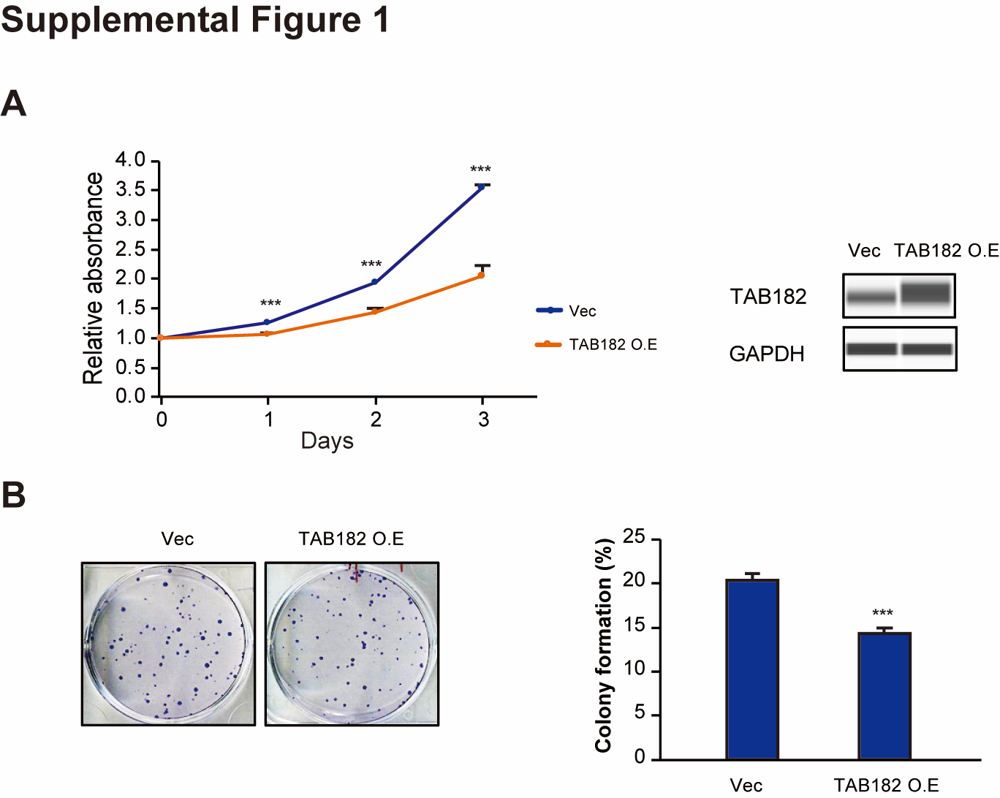 Supplemental Figure 1
A
Relative absorbance
4.0
3.5
3.0
2.5
2.0
1.5
1.0
0.5
0.0
***
***
***
0 1 2 3
Days
Vec
TAB182 O.E
Vec TAB182 O.E
TAB182
GAPDH
B
Vec TAB182 O.E
Colony formation (%)
25
20
15
10
5
0
***
Vec TAB182 O.E